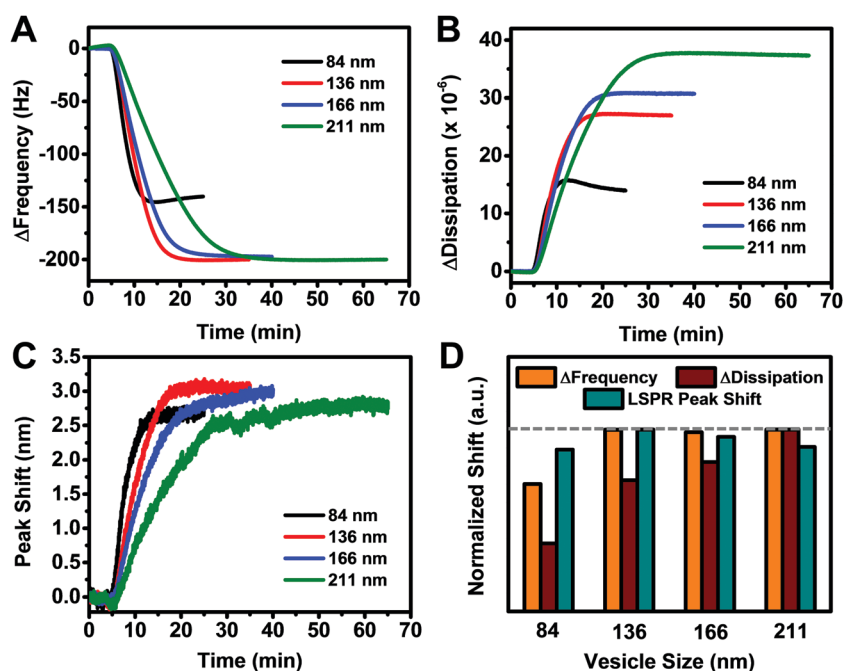 A
ΔFrequency (Hz)
0
-50
-100
-150
-200
84 nm
136 nm
166 nm
211 nm
0 10 20 30 40 50 60 70
Time (min)
B
ΔDissipation (x 10⁻⁶)
40
30
20
10
0
84 nm
136 nm
166 nm
211 nm
0 10 20 30 40 50 60 70
Time (min)
C
Peak Shift (nm)
3.5
3.0
2.5
2.0
1.5
1.0
0.5
0.0
84 nm
136 nm
166 nm
211 nm
0 10 20 30 40 50 60 70
Time (min)
D
Normalized Shift (a.u.)
ΔFrequency ΔDissipation
LSPR Peak Shift
84 136 166 211
Vesicle Size (nm)